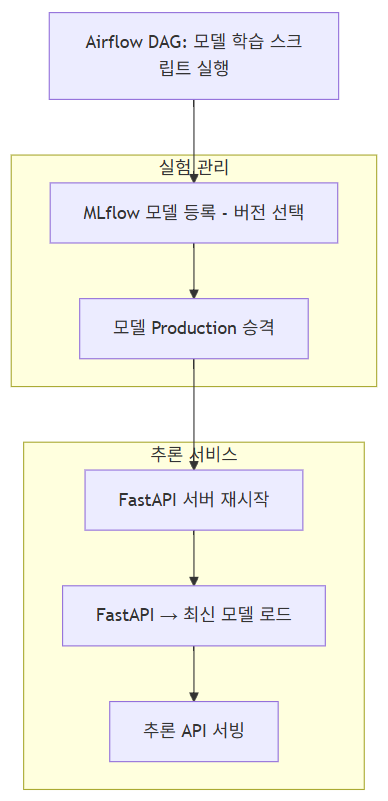 Airflow DAG: 모델 학습 스크
립트 실행
실험 관리
MLflow 모델 등록 - 버전 선택
모델 Production 승격
추론 서비스
FastAPI 서버 재시작
FastAPI → 최신 모델 로드
추론 API 서빙